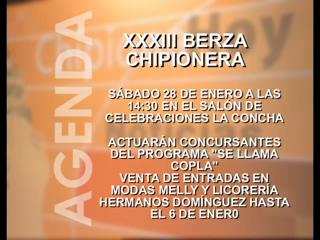 AGENDA
Hoy
XXXIII BERZA
CHIPIONERA
SÁBADO 28 DE ENERO A LAS
14:30 EN EL SALÓN DE
CELEBRACIONES LA CONCHA
ACTUARÁN CONCURSANTES
DEL PROGRAMA "SE LLAMA
COPLA"
VENTA DE ENTRADAS EN
MODAS MELLY Y LICORERÍA
HERMANOS DOMÍNGUEZ HASTA
EL 6 DE ENER0